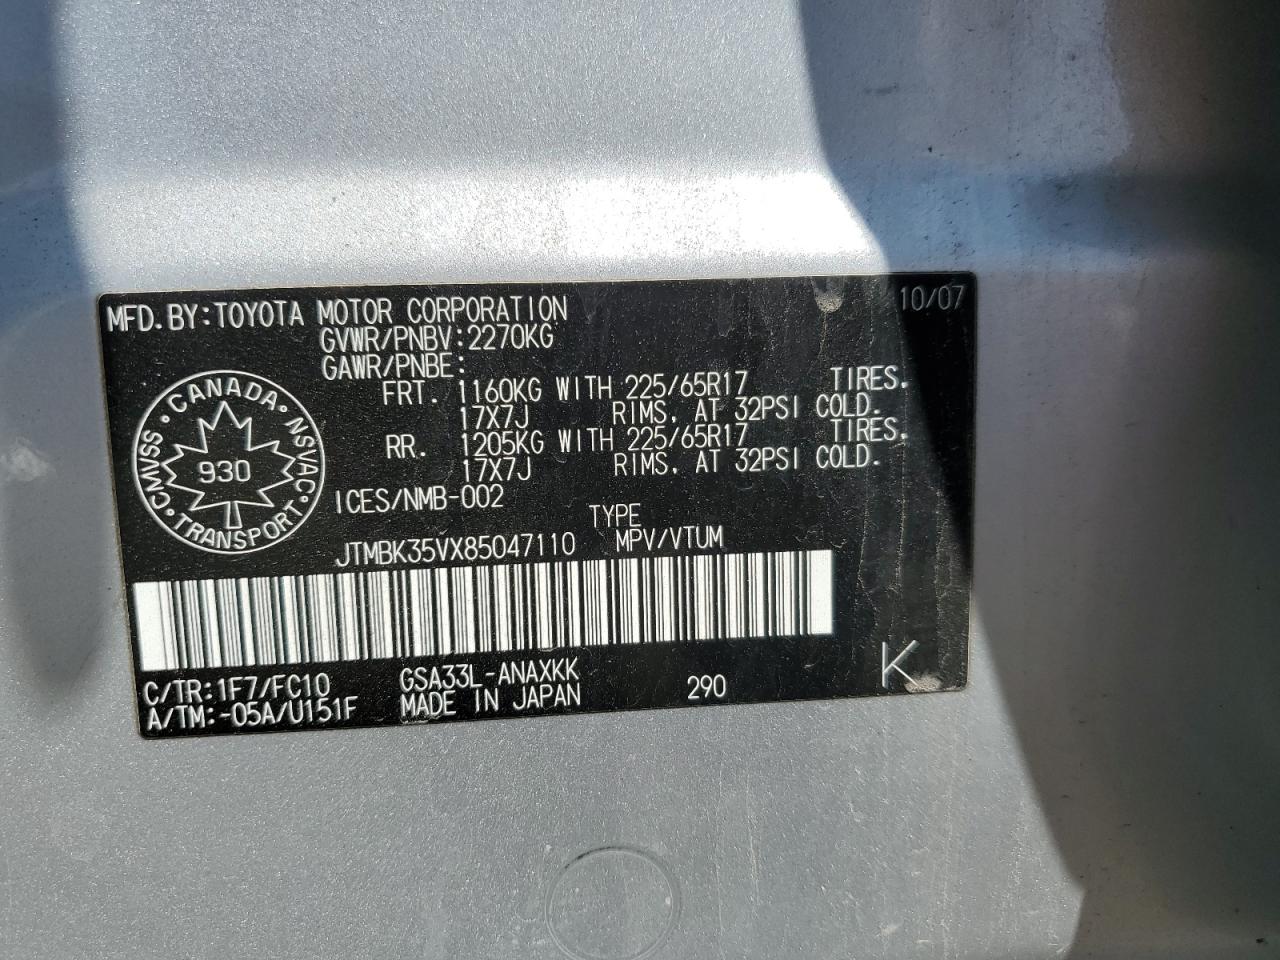 MFD.BY:TOYOTA MOTOR CORPORATION 10/07
GVWR/PNBV:2270KG
GAWR/PNBE:
FRT. 1160KG WITH 225/65R17 TIRES.
17X7J RIMS, AT 32PSI COLD.
RR. 1205KG WITH 225/65R17 TIRES,
17X7J RIMS, AT 32PSI COLD.
CANADA · NSVAC · TRANSPORT · CMVSS ·
930
ICES/NMB-002
TYPE
JTMBK35VX85047110 MPV/VTUM
C/TR:1F7/FC10 GSA33L-ANAXKK K
A/TM:-05A/U151F MADE IN JAPAN 290